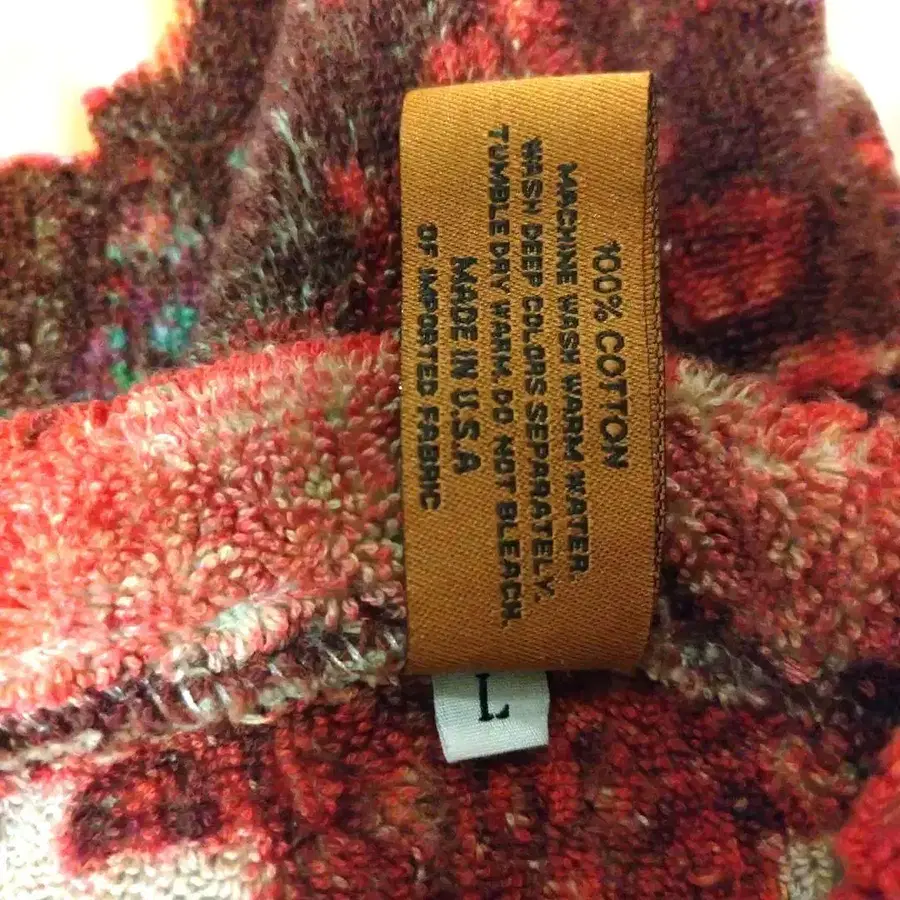 100% COTTON
MACHINE WASH WARM WATER.
WASH DEEP COLORS SEPARATELY.
TUMBLE DRY WARM. DO NOT BLEACH.
MADE IN U.S.A
OF IMPORTED FABRIC
L